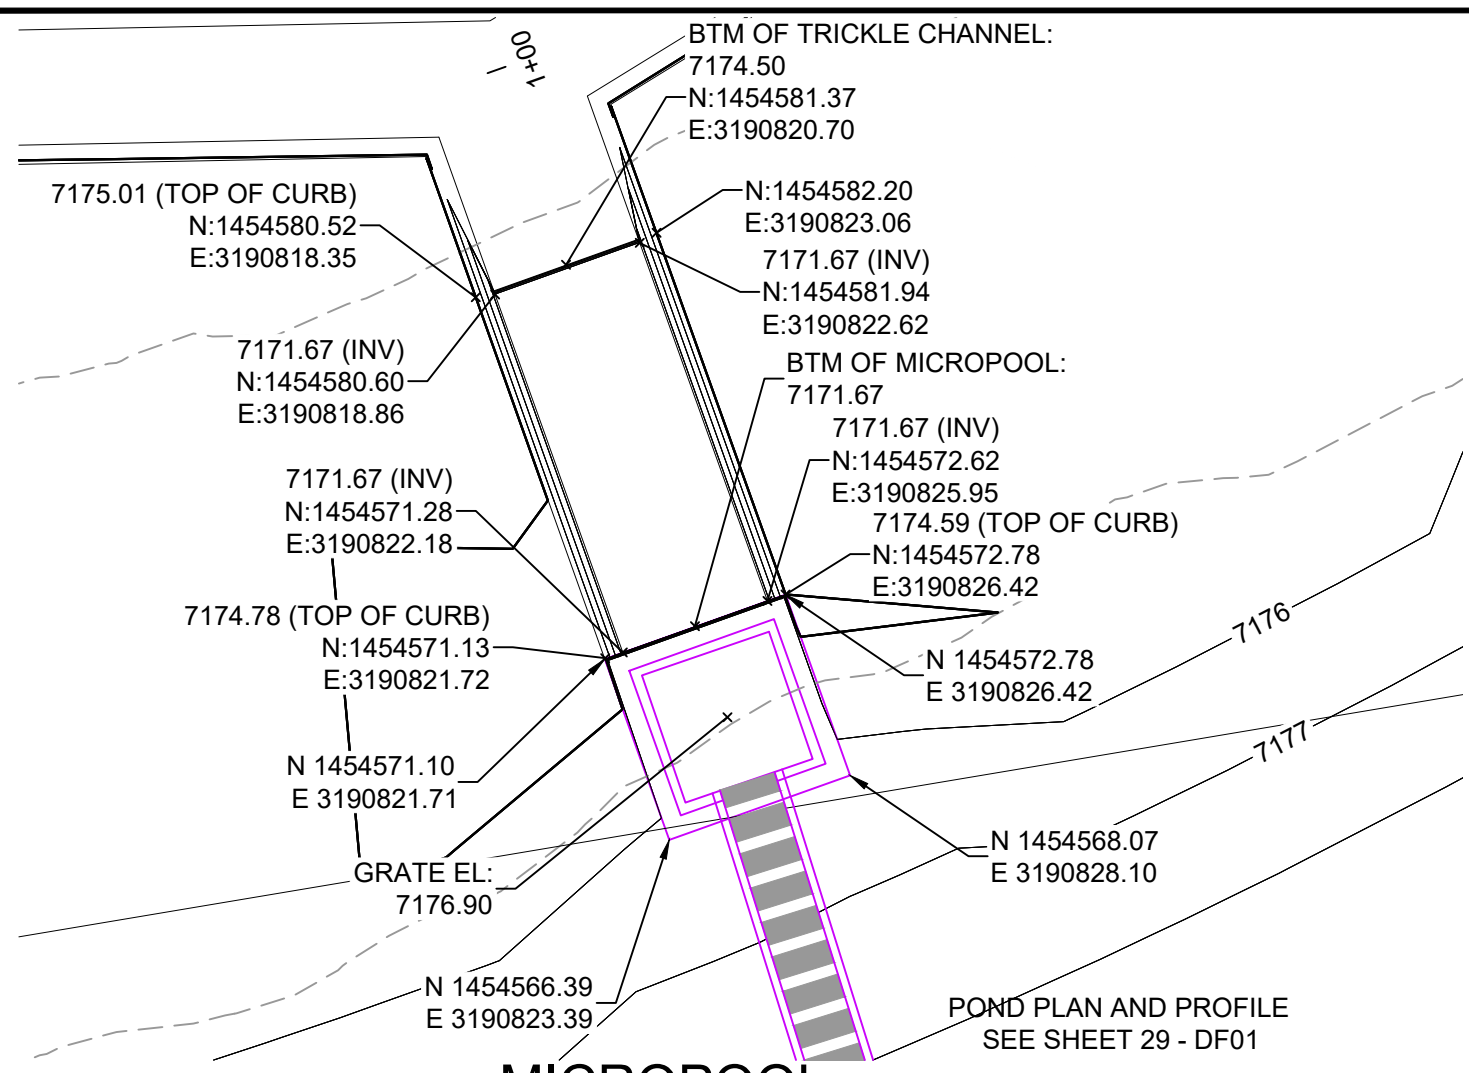 1+00
BTM OF TRICKLE CHANNEL:
7174.50
N:1454581.37
E:3190820.70
7175.01 (TOP OF CURB)
N:1454580.52
E:3190818.35
N:1454582.20
E:3190823.06
7171.67 (INV)
N:1454581.94
E:3190822.62
7171.67 (INV)
N:1454580.60
E:3190818.86
BTM OF MICROPOOL:
7171.67
7171.67 (INV)
N:1454572.62
E:3190825.95
7171.67 (INV)
N:1454571.28
E:3190822.18
7174.59 (TOP OF CURB)
N:1454572.78
E:3190826.42
7174.78 (TOP OF CURB)
N:1454571.13
E:3190821.72
7176
N 1454572.78
E 3190826.42
7177
N 1454571.10
E 3190821.71
N 1454568.07
E 3190828.10
GRATE EL:
7176.90
N 1454566.39
E 3190823.39
POND PLAN AND PROFILE
SEE SHEET 29 - DF01
MICROPOOL